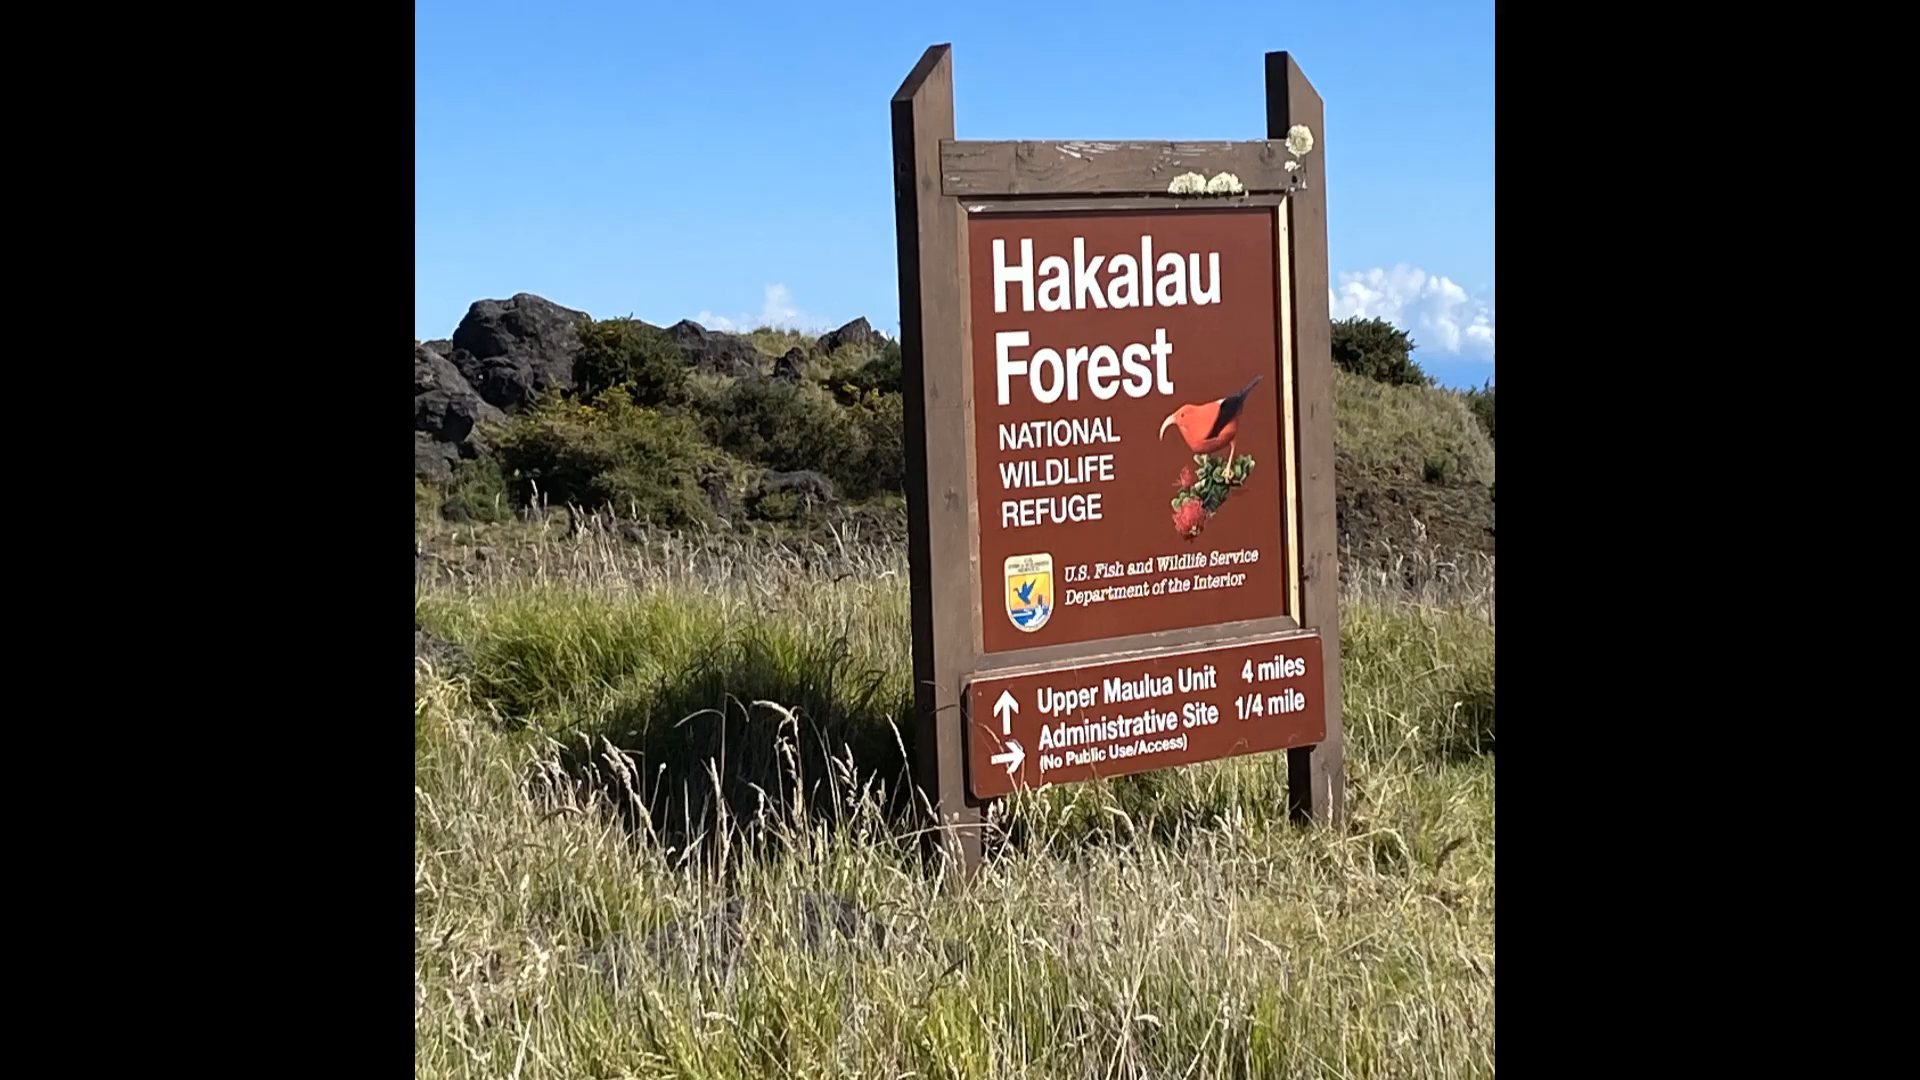 Hakalau
Forest
NATIONAL
WILDLIFE
REFUGE
U.S. Fish and Wildlife Service
Department of the Interior
Upper Maulua Unit 4 miles
Administrative Site 1/4 mile
(No Public Use/Access)